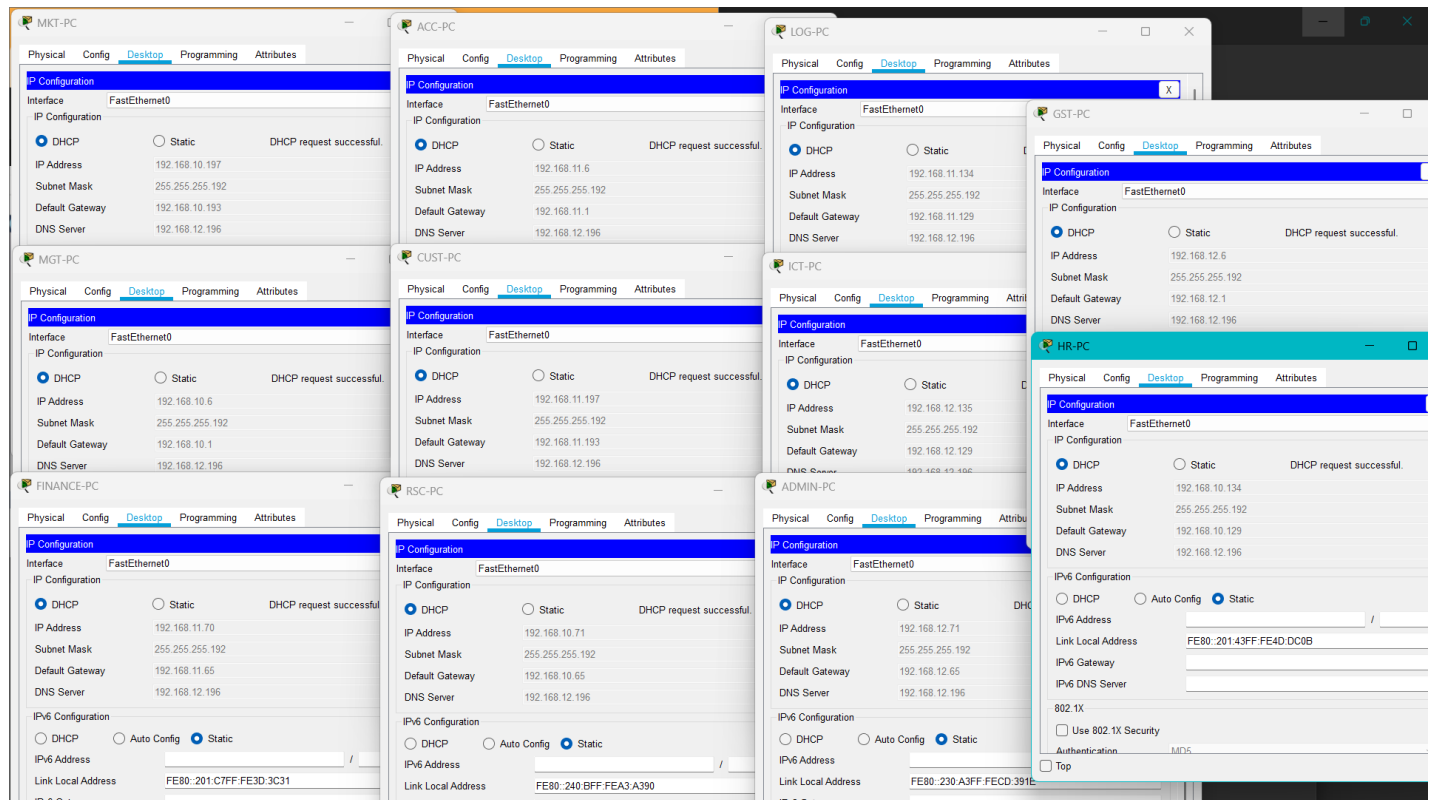 MKT-PC
Physical Config Desktop Programming Attributes
IP Configuration
Interface FastEthernet0
IP Configuration
DHCP Static DHCP request successful.
IP Address 192.168.10.197
Subnet Mask 255.255.255.192
Default Gateway 192.168.10.193
DNS Server 192.168.12.196
ACC-PC
Physical Config Desktop Programming Attributes
IP Configuration
Interface FastEthernet0
IP Configuration
DHCP Static DHCP request successful.
IP Address 192.168.11.6
Subnet Mask 255.255.255.192
Default Gateway 192.168.11.1
DNS Server 192.168.12.196
LOG-PC
Physical Config Desktop Programming Attributes
IP Configuration X
Interface FastEthernet0
IP Configuration
DHCP Static
IP Address 192.168.11.134
Subnet Mask 255.255.255.192
Default Gateway 192.168.11.129
DNS Server 192.168.12.196
GST-PC
Physical Config Desktop Programming Attributes
IP Configuration
Interface FastEthernet0
IP Configuration
DHCP Static DHCP request successful.
IP Address 192.168.12.6
Subnet Mask 255.255.255.192
Default Gateway 192.168.12.1
DNS Server 192.168.12.196
MGT-PC
Physical Config Desktop Programming Attributes
IP Configuration
Interface FastEthernet0
IP Configuration
DHCP Static DHCP request successful.
IP Address 192.168.10.6
Subnet Mask 255.255.255.192
Default Gateway 192.168.10.1
DNS Server 192.168.12.196
CUST-PC
Physical Config Desktop Programming Attributes
IP Configuration
Interface FastEthernet0
IP Configuration
DHCP Static DHCP request successful.
IP Address 192.168.11.197
Subnet Mask 255.255.255.192
Default Gateway 192.168.11.193
DNS Server 192.168.12.196
ICT-PC
Physical Config Desktop Programming Attri
IP Configuration
Interface FastEthernet0
IP Configuration
DHCP Static
IP Address 192.168.12.135
Subnet Mask 255.255.255.192
Default Gateway 192.168.12.129
DNS Server 192.168.12.196
HR-PC
Physical Config Desktop Programming Attributes
IP Configuration
Interface FastEthernet0
IP Configuration
DHCP Static DHCP request successful.
IP Address 192.168.10.134
Subnet Mask 255.255.255.192
Default Gateway 192.168.10.129
DNS Server 192.168.12.196
IPv6 Configuration
DHCP Auto Config Static
IPv6 Address /
Link Local Address FE80::201:43FF:FE4D:DC0B
IPv6 Gateway
IPv6 DNS Server
802.1X
Use 802.1X Security
Authentication MD5
Top
FINANCE-PC
Physical Config Desktop Programming Attributes
IP Configuration
Interface FastEthernet0
IP Configuration
DHCP Static DHCP request successful
IP Address 192.168.11.70
Subnet Mask 255.255.255.192
Default Gateway 192.168.11.65
DNS Server 192.168.12.196
IPv6 Configuration
DHCP Auto Config Static
IPv6 Address /
Link Local Address FE80::201:C7FF:FE3D:3C31
RSC-PC
Physical Config Desktop Programming Attributes
IP Configuration
Interface FastEthernet0
IP Configuration
DHCP Static DHCP request successful.
IP Address 192.168.10.71
Subnet Mask 255.255.255.192
Default Gateway 192.168.10.65
DNS Server 192.168.12.196
IPv6 Configuration
DHCP Auto Config Static
IPv6 Address /
Link Local Address FE80::240:BFF:FEA3:A390
ADMIN-PC
Physical Config Desktop Programming Attribu
IP Configuration
Interface FastEthernet0
IP Configuration
DHCP Static DHC
IP Address 192.168.12.71
Subnet Mask 255.255.255.192
Default Gateway 192.168.12.65
DNS Server 192.168.12.196
IPv6 Configuration
DHCP Auto Config Static
IPv6 Address
Link Local Address FE80::230:A3FF:FECD:391E